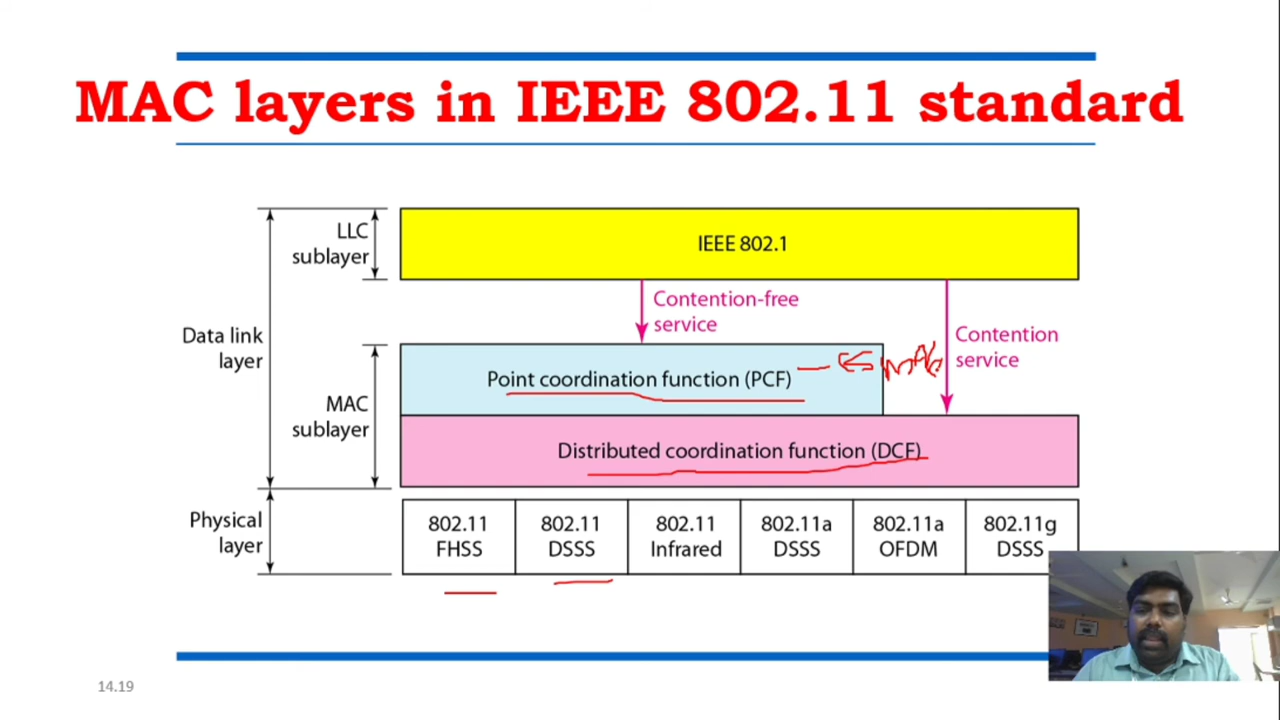 MAC layers in IEEE 802.11 standard
LLC
sublayer
IEEE 802.1
Contention-free
service
Contention
service
Data link
layer
Point coordination function (PCF)
MAC
sublayer
Distributed coordination function (DCF)
Physical
layer
802.11
FHSS
802.11
DSSS
802.11
Infrared
802.11a
DSSS
802.11a
OFDM
802.11g
DSSS
14.19